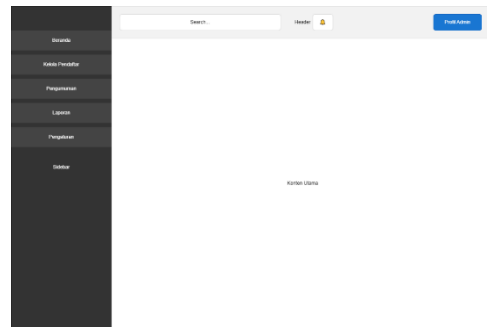 Search...
Header
Profil Admin
Beranda
Kelola Pendaftar
Pengumuman
Laporan
Pengaturan
Sidebar
Konten Utama